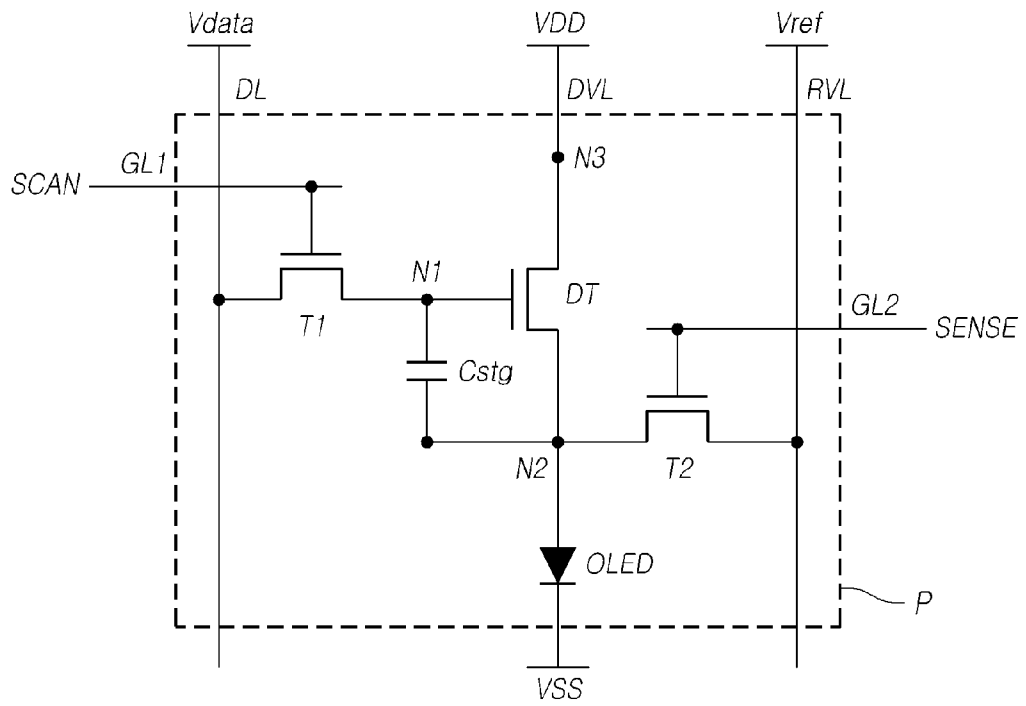 Vdata
VDD
Vref
DL
DVL
RVL
N3
GL1
SCAN
N1
DT
T1
GL2
SENSE
Cstg
N2
T2
OLED
P
VSS